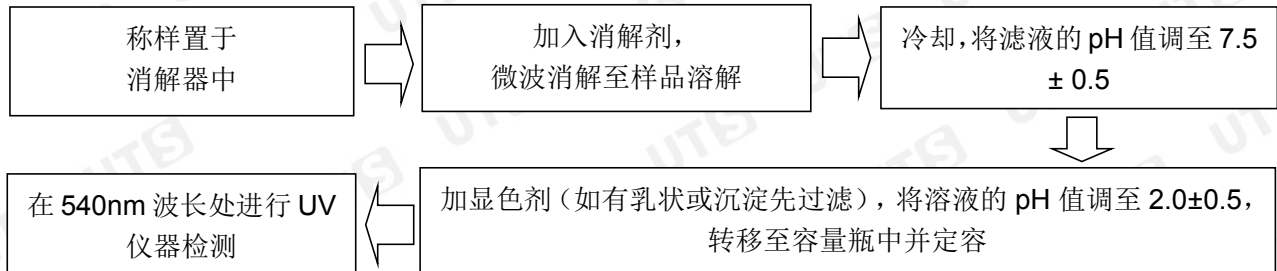 称样置于
消解器中
加入消解剂，
微波消解至样品溶解
冷却，将滤液的 pH 值调至 7.5
± 0.5
加显色剂（如有乳状或沉淀先过滤），将溶液的 pH 值调至 2.0±0.5，
转移至容量瓶中并定容
在 540nm 波长处进行 UV
仪器检测